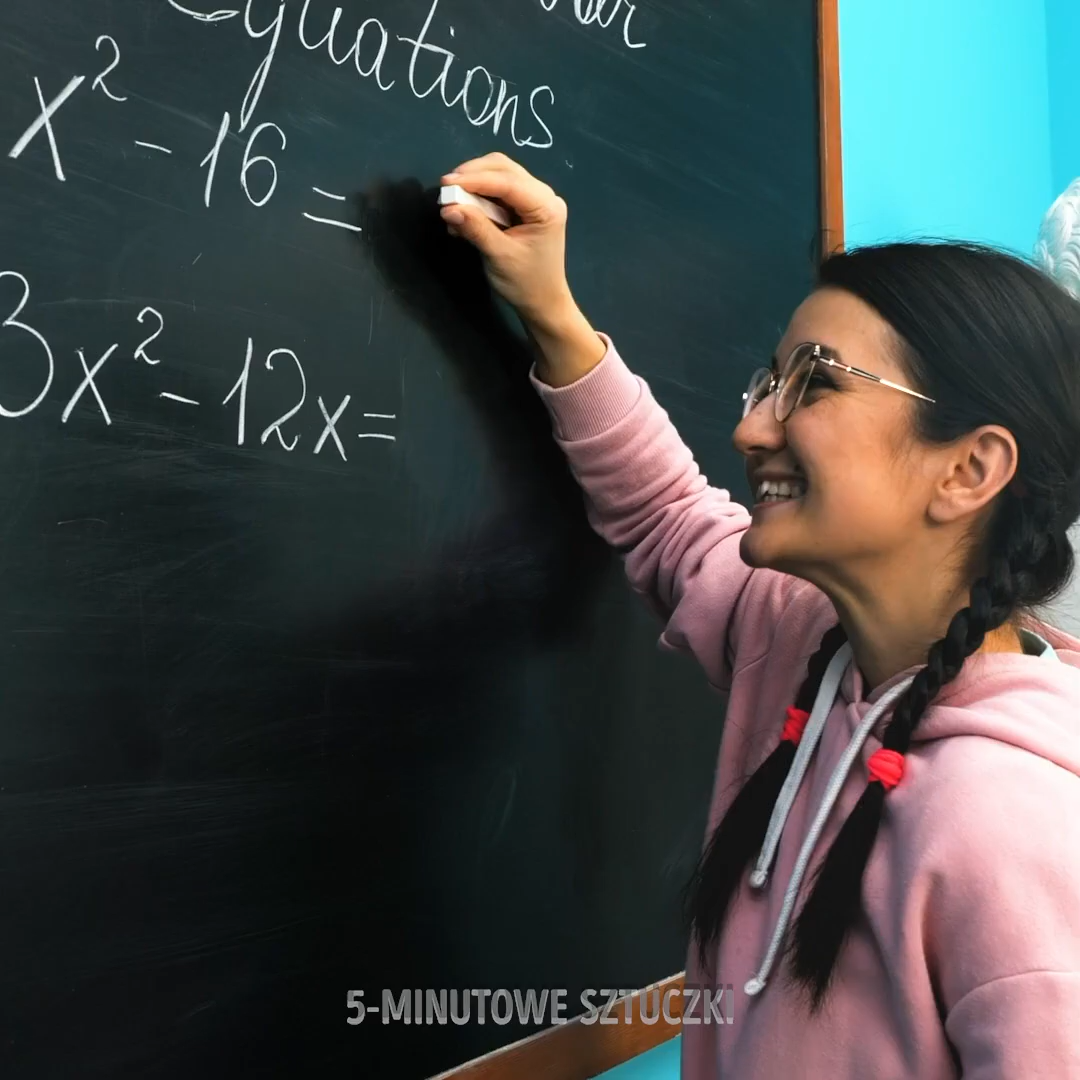 Equations
x² - 16 =
3x² - 12x =
5-MINUTOWE SZTUCZKI